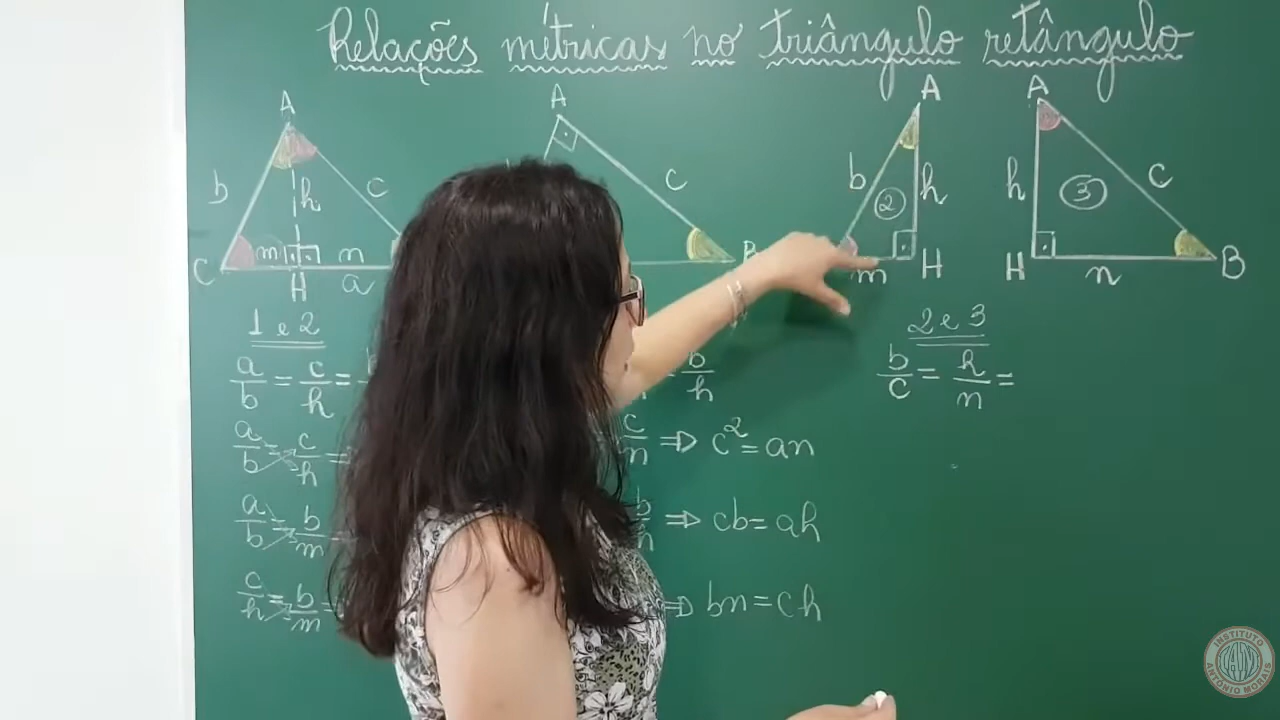 Relações métricas no triângulo retângulo
A
b h c
C m n
H a
A
c
B
A
b 2 h
m H
A
h 3 c
H n B
1 e 2
a/b = c/h =
a/b = c/h =
a/b = b/m =
c/h = b/m =
b/h
c/n ⇒ c² = an
⇒ cb = ah
⇒ bn = ch
2 e 3
b/c = h/n =
INSTITUTO
ANTÔNIO MORAIS